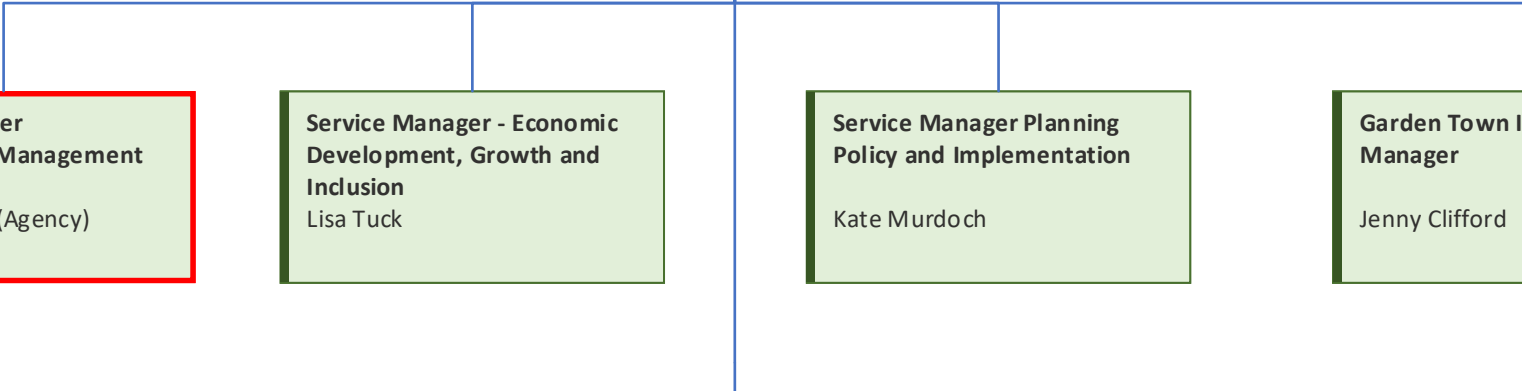 er
Management
(Agency)
Service Manager - Economic
Development, Growth and
Inclusion
Lisa Tuck
Service Manager Planning
Policy and Implementation
Kate Murdoch
Garden Town I
Manager
Jenny Clifford